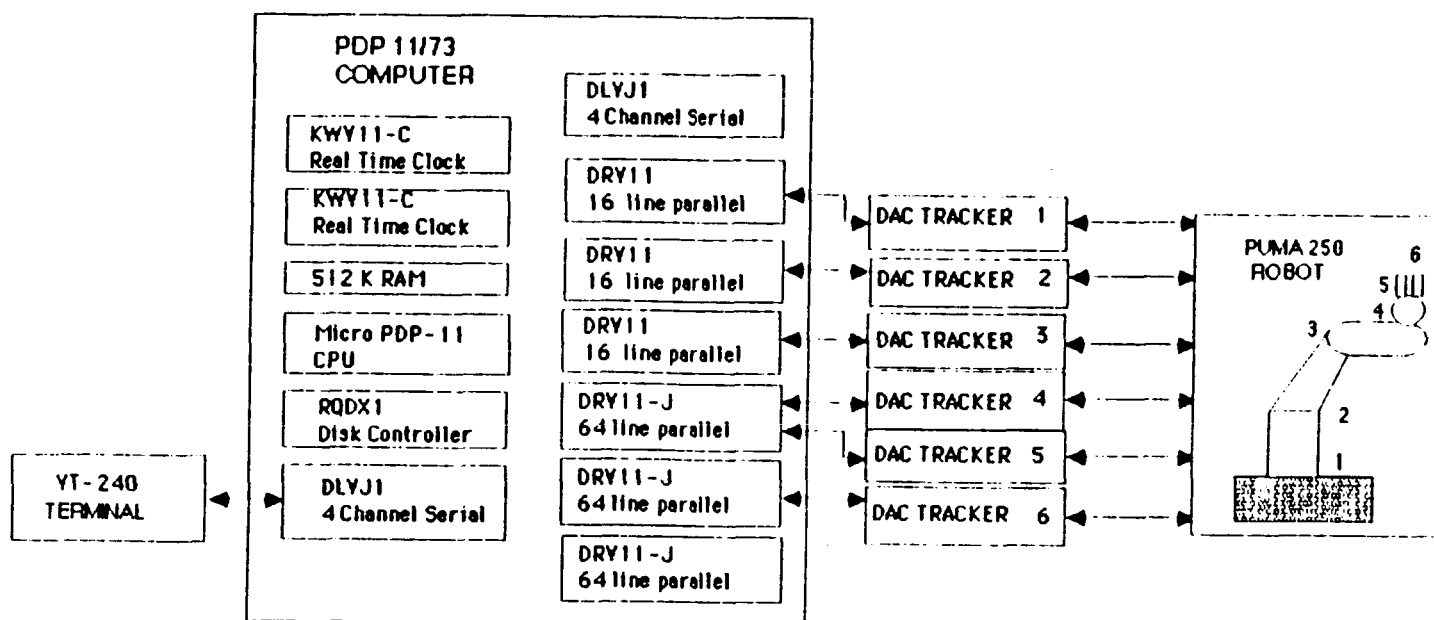 PDP 11/73
COMPUTER
KWV11-C
Real Time Clock
KWV11-C
Real Time Clock
512 K RAM
Micro PDP-11
CPU
RQDX1
Disk Controller
DLVJ1
4 Channel Serial
DLVJ1
4 Channel Serial
DRV11
16 line parallel
DRV11
16 line parallel
DRV11
16 line parallel
DRV11-J
64 line parallel
DRV11-J
64 line parallel
DRV11-J
64 line parallel
VT-240
TERMINAL
DAC TRACKER 1
DAC TRACKER 2
DAC TRACKER 3
DAC TRACKER 4
DAC TRACKER 5
DAC TRACKER 6
PUMA 250
ROBOT
6
5
4
3
2
1